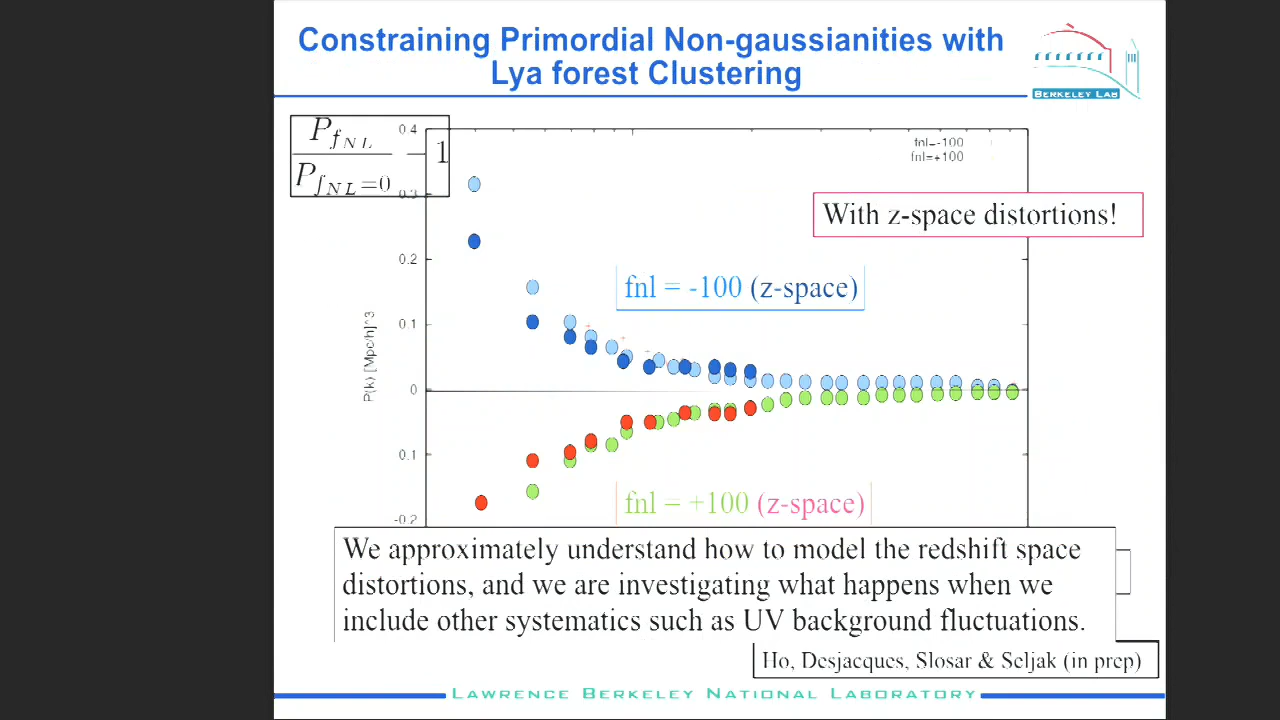 Constraining Primordial Non-gaussianities with
Lya forest Clustering
BERKELEY LAB
P_{f_{NL}} / P_{f_{NL}=0} − 1
0.4
0.3
0.2
0.1
0
0.1
-0.2
P(k) [Mpc/h]^3
fnl=-100
fnl=+100
With z-space distortions!
fnl = -100 (z-space)
fnl = +100 (z-space)
We approximately understand how to model the redshift space
distortions, and we are investigating what happens when we
include other systematics such as UV background fluctuations.
Ho, Desjacques, Slosar & Seljak (in prep)
LAWRENCE BERKELEY NATIONAL LABORATORY